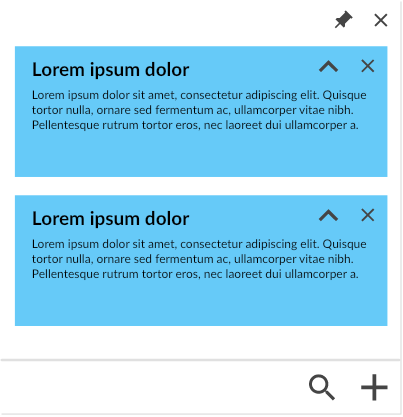 Lorem ipsum dolor
Lorem ipsum dolor sit amet, consectetur adipiscing elit. Quisque
tortor nulla, ornare sed fermentum ac, ullamcorper vitae nibh.
Pellentesque rutrum tortor eros, nec laoreet dui ullamcorper a.
Lorem ipsum dolor
Lorem ipsum dolor sit amet, consectetur adipiscing elit. Quisque
tortor nulla, ornare sed fermentum ac, ullamcorper vitae nibh.
Pellentesque rutrum tortor eros, nec laoreet dui ullamcorper a.